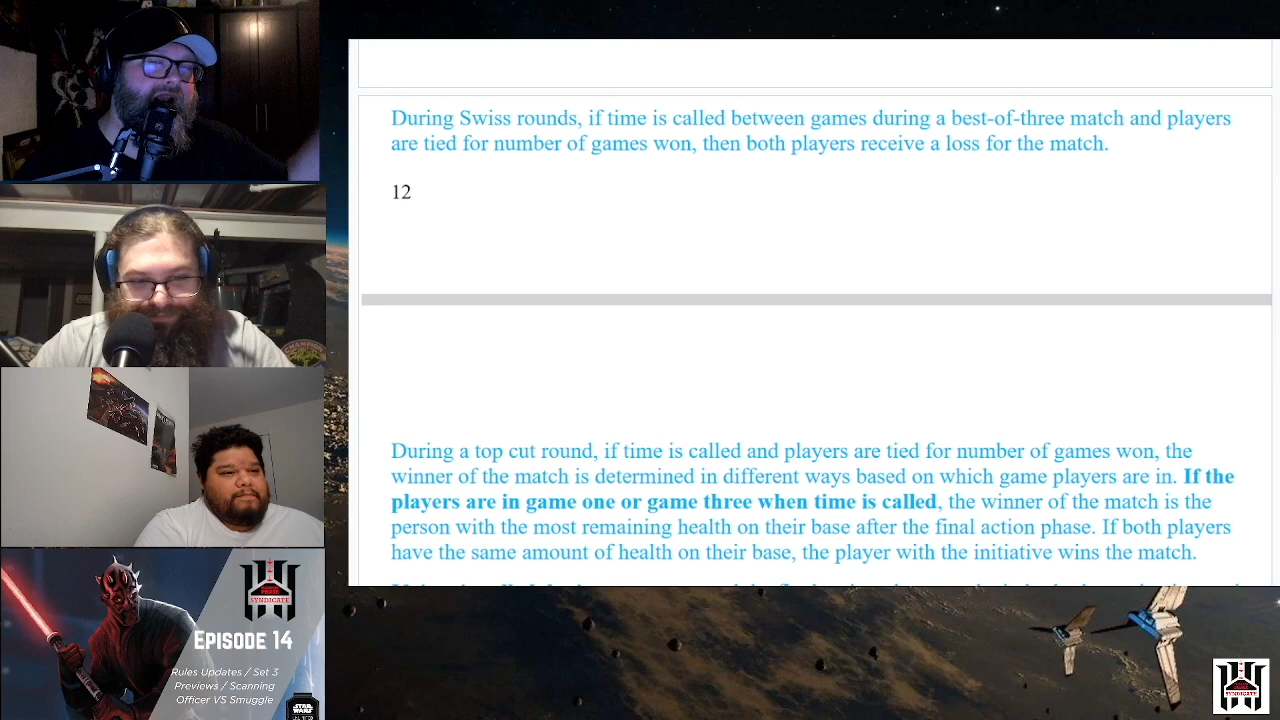 During Swiss rounds, if time is called between games during a best-of-three match and players
are tied for number of games won, then both players receive a loss for the match.
12
During a top cut round, if time is called and players are tied for number of games won, the
winner of the match is determined in different ways based on which game players are in. If the
players are in game one or game three when time is called, the winner of the match is the
person with the most remaining health on their base after the final action phase. If both players
have the same amount of health on their base, the player with the initiative wins the match.
SYNDICATE
EPISODE 14
Rules Updates / Set 3
Previews / Scanning
Officer VS Smuggle
STAR
WARS